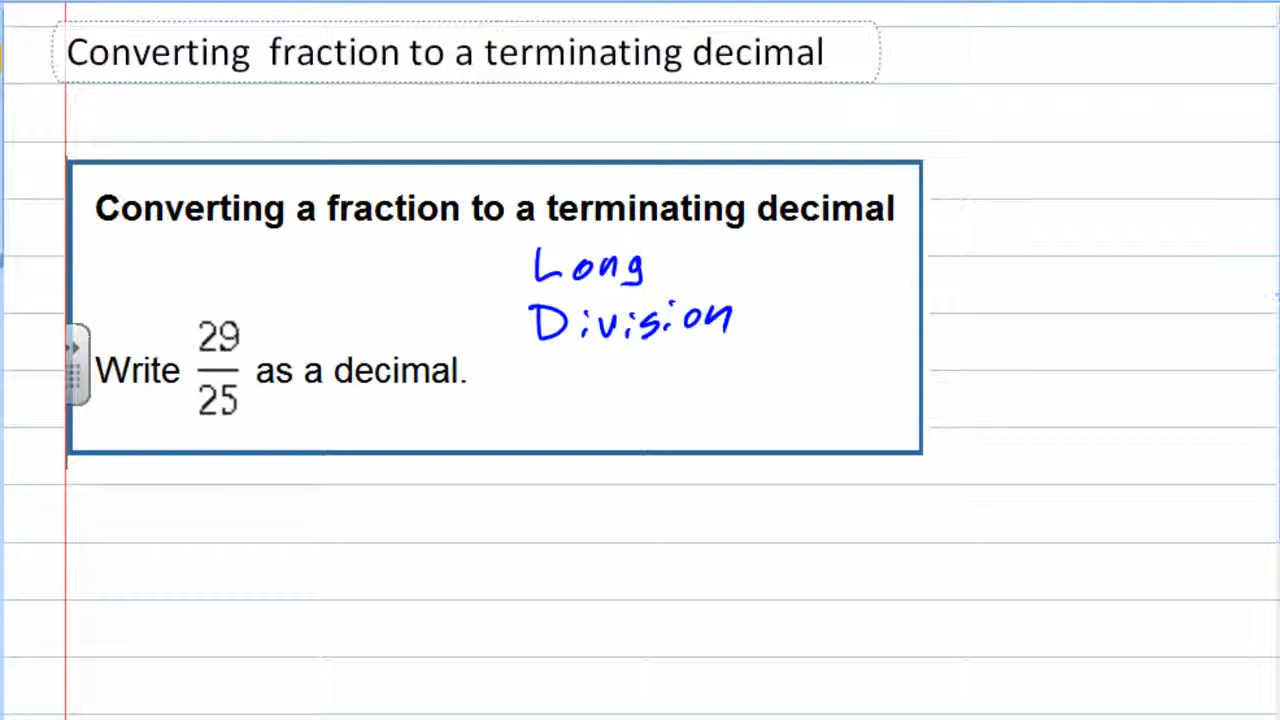 Converting fraction to a terminating decimal
Converting a fraction to a terminating decimal
Long
Division
Write 29/25 as a decimal.